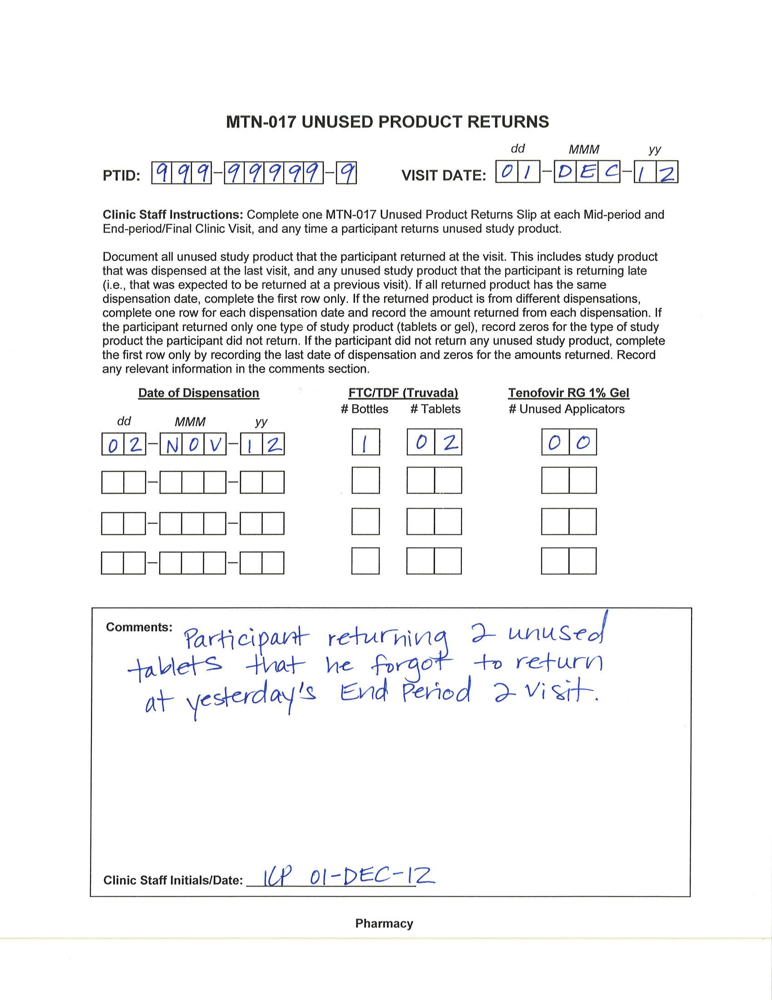 MTN-017 UNUSED PRODUCT RETURNS
dd MMM yy
PTID: 999-99999-9 VISIT DATE: 01-DEC-12
Clinic Staff Instructions: Complete one MTN-017 Unused Product Returns Slip at each Mid-period and
End-period/Final Clinic Visit, and any time a participant returns unused study product.
Document all unused study product that the participant returned at the visit. This includes study product
that was dispensed at the last visit, and any unused study product that the participant is returning late
(i.e., that was expected to be returned at a previous visit). If all returned product has the same
dispensation date, complete the first row only. If the returned product is from different dispensations,
complete one row for each dispensation date and record the amount returned from each dispensation. If
the participant returned only one type of study product (tablets or gel), record zeros for the type of study
product the participant did not return. If the participant did not return any unused study product, complete
the first row only by recording the last date of dispensation and zeros for the amounts returned. Record
any relevant information in the comments section.
Date of Dispensation FTC/TDF (Truvada) Tenofovir RG 1% Gel
# Bottles # Tablets # Unused Applicators
dd MMM yy
02-NOV-12 1 02 00
Comments: Participant returning 2 unused
tablets that he forgot to return
at yesterday's End Period 2 visit.
Clinic Staff Initials/Date: KP 01-DEC-12
Pharmacy